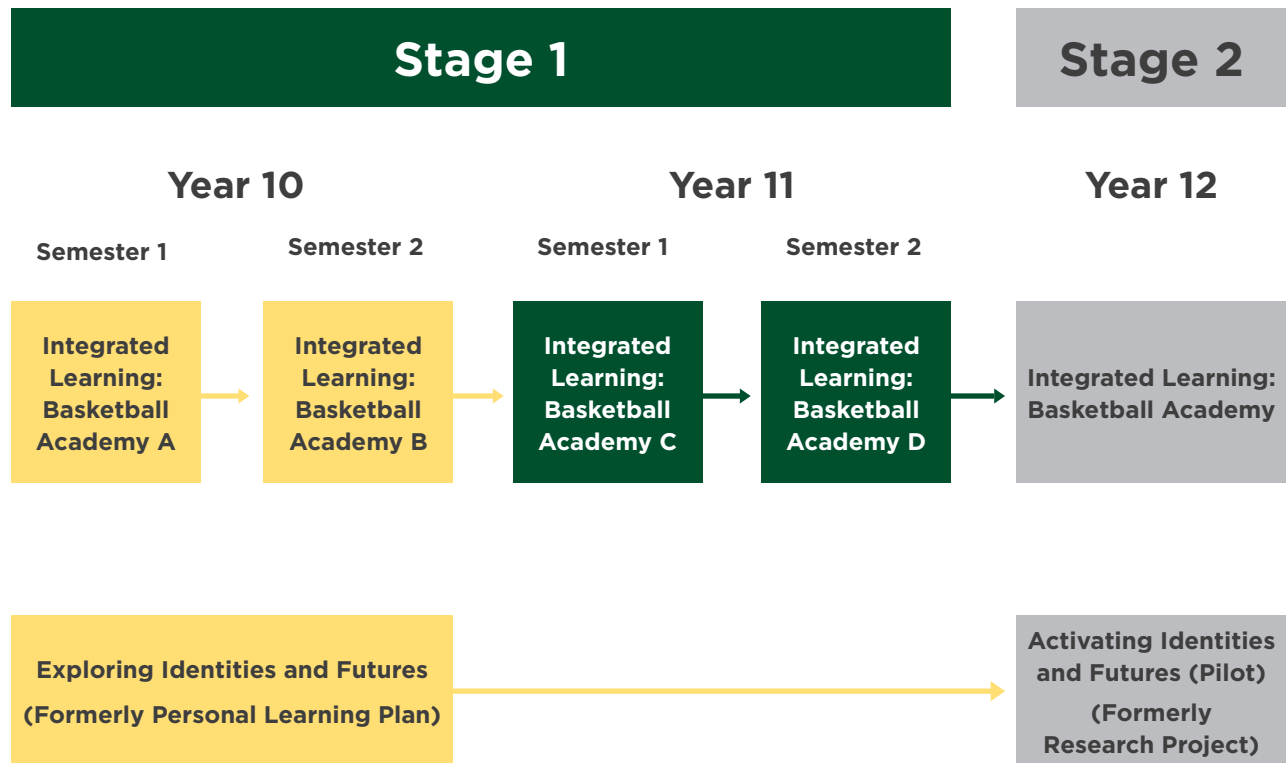 Stage 1
Stage 2
Year 10
Year 11
Year 12
Semester 1
Semester 2
Semester 1
Semester 2
Integrated
Learning:
Basketball
Academy A
Integrated
Learning:
Basketball
Academy B
Integrated
Learning:
Basketball
Academy C
Integrated
Learning:
Basketball
Academy D
Integrated Learning:
Basketball Academy
Exploring Identities and Futures
(Formerly Personal Learning Plan)
Activating Identities
and Futures (Pilot)
(Formerly
Research Project)